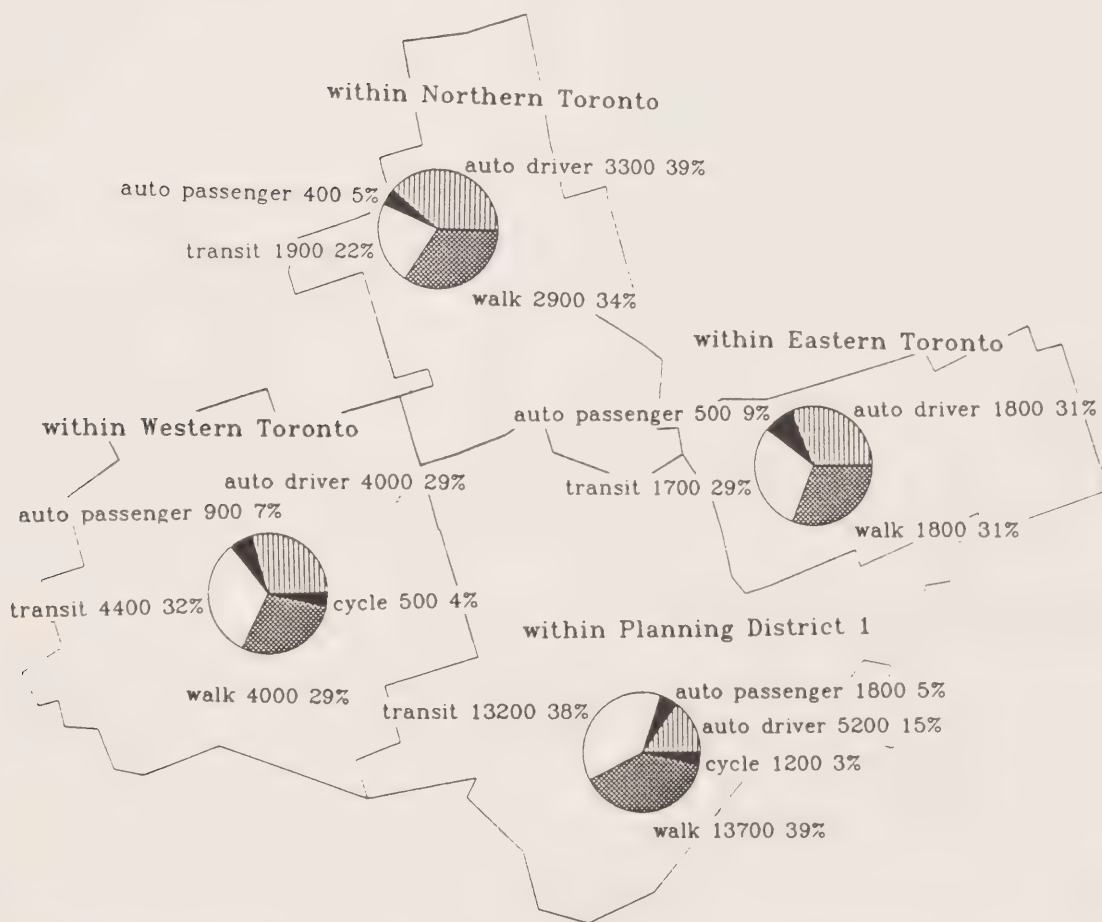 within Northern Toronto
auto driver 3300 39%
auto passenger 400 5%
transit 1900 22%
walk 2900 34%
within Eastern Toronto
auto passenger 500 9%
auto driver 1800 31%
transit 1700 29%
walk 1800 31%
within Western Toronto
auto driver 4000 29%
auto passenger 900 7%
transit 4400 32%
cycle 500 4%
walk 4000 29%
within Planning District 1
auto passenger 1800 5%
transit 13200 38%
auto driver 5200 15%
cycle 1200 3%
walk 13700 39%